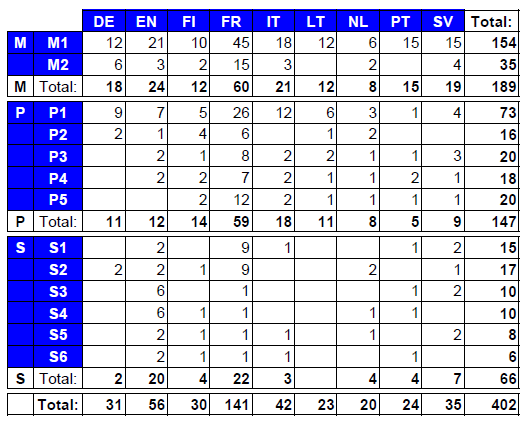 DE EN FI FR IT LT NL PT SV Total:
M M1 12 21 10 45 18 12 6 15 15 154
M2 6 3 2 15 3 2 4 35
M Total: 18 24 12 60 21 12 8 15 19 189
P P1 9 7 5 26 12 6 3 1 4 73
P2 2 1 4 6 1 2 16
P3 2 1 8 2 2 1 1 3 20
P4 2 2 7 2 1 1 2 1 18
P5 2 12 2 1 1 1 1 20
P Total: 11 12 14 59 18 11 8 5 9 147
S S1 2 9 1 1 2 15
S2 2 2 1 9 2 1 17
S3 6 1 1 2 10
S4 6 1 1 1 1 10
S5 2 1 1 1 1 2 8
S6 2 1 1 1 1 6
S Total: 2 20 4 22 3 4 4 7 66
Total: 31 56 30 141 42 23 20 24 35 402